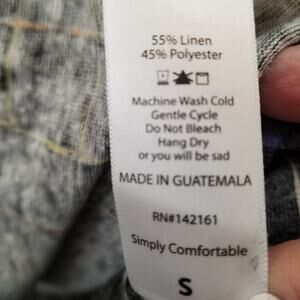 55% Linen
45% Polyester
Machine Wash Cold
Gentle Cycle
Do Not Bleach
Hang Dry
or you will be sad
MADE IN GUATEMALA
RN#142161
Simply Comfortable
S